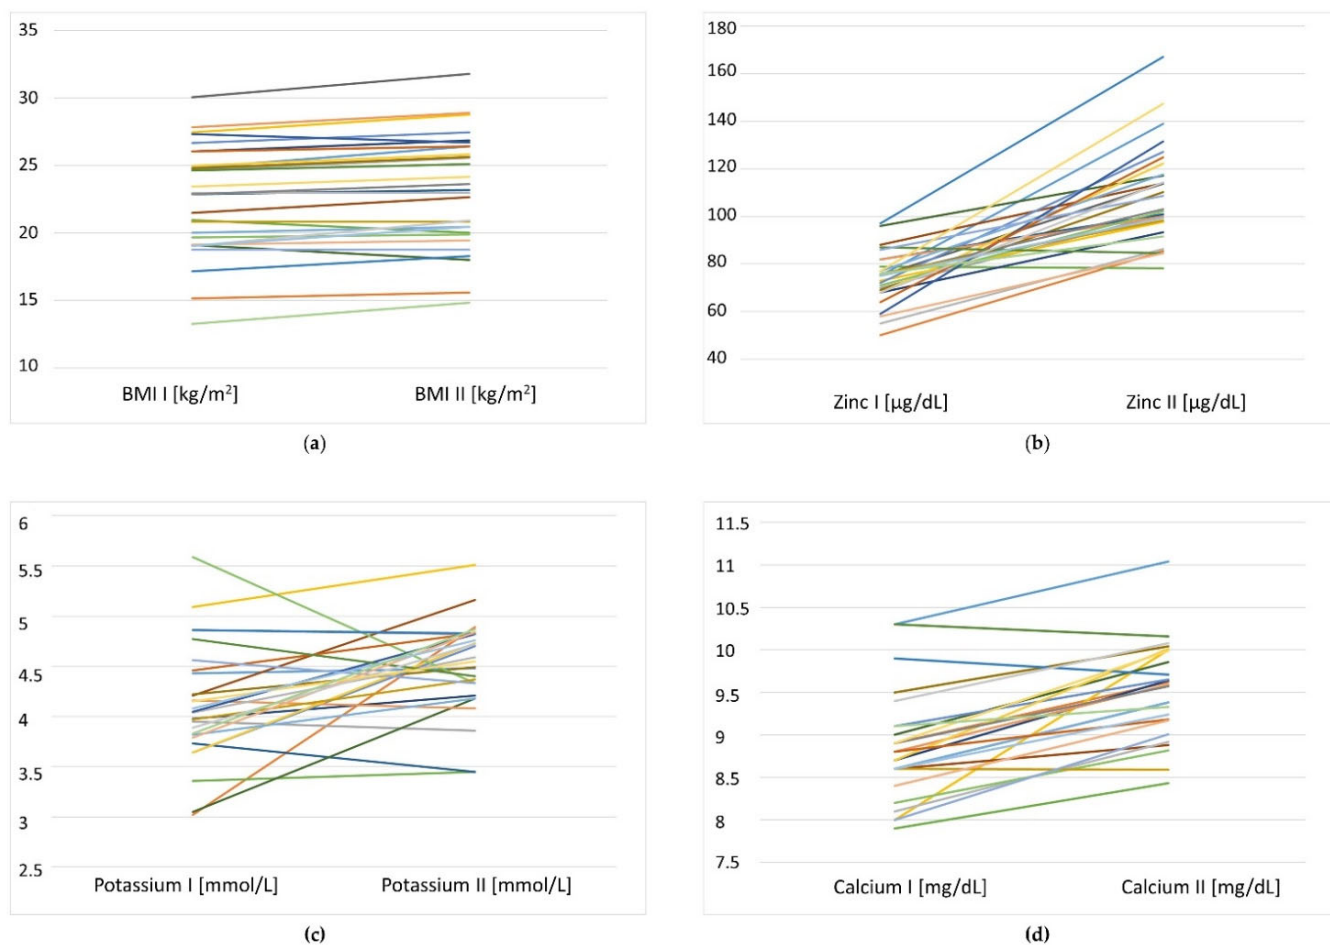 35
30
25
20
15
10
BMI I [kg/m²]
BMI II [kg/m²]
(a)
180
160
140
120
100
80
60
40
Zinc I [µg/dL]
Zinc II [µg/dL]
(b)
6
5.5
5
4.5
4
3.5
3
2.5
Potassium I [mmol/L]
Potassium II [mmol/L]
(c)
11.5
11
10.5
10
9.5
9
8.5
8
7.5
Calcium I [mg/dL]
Calcium II [mg/dL]
(d)